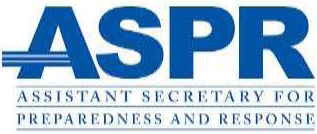 ASPR
ASSISTANT SECRETARY FOR
PREPAREDNESS AND RESPONSE